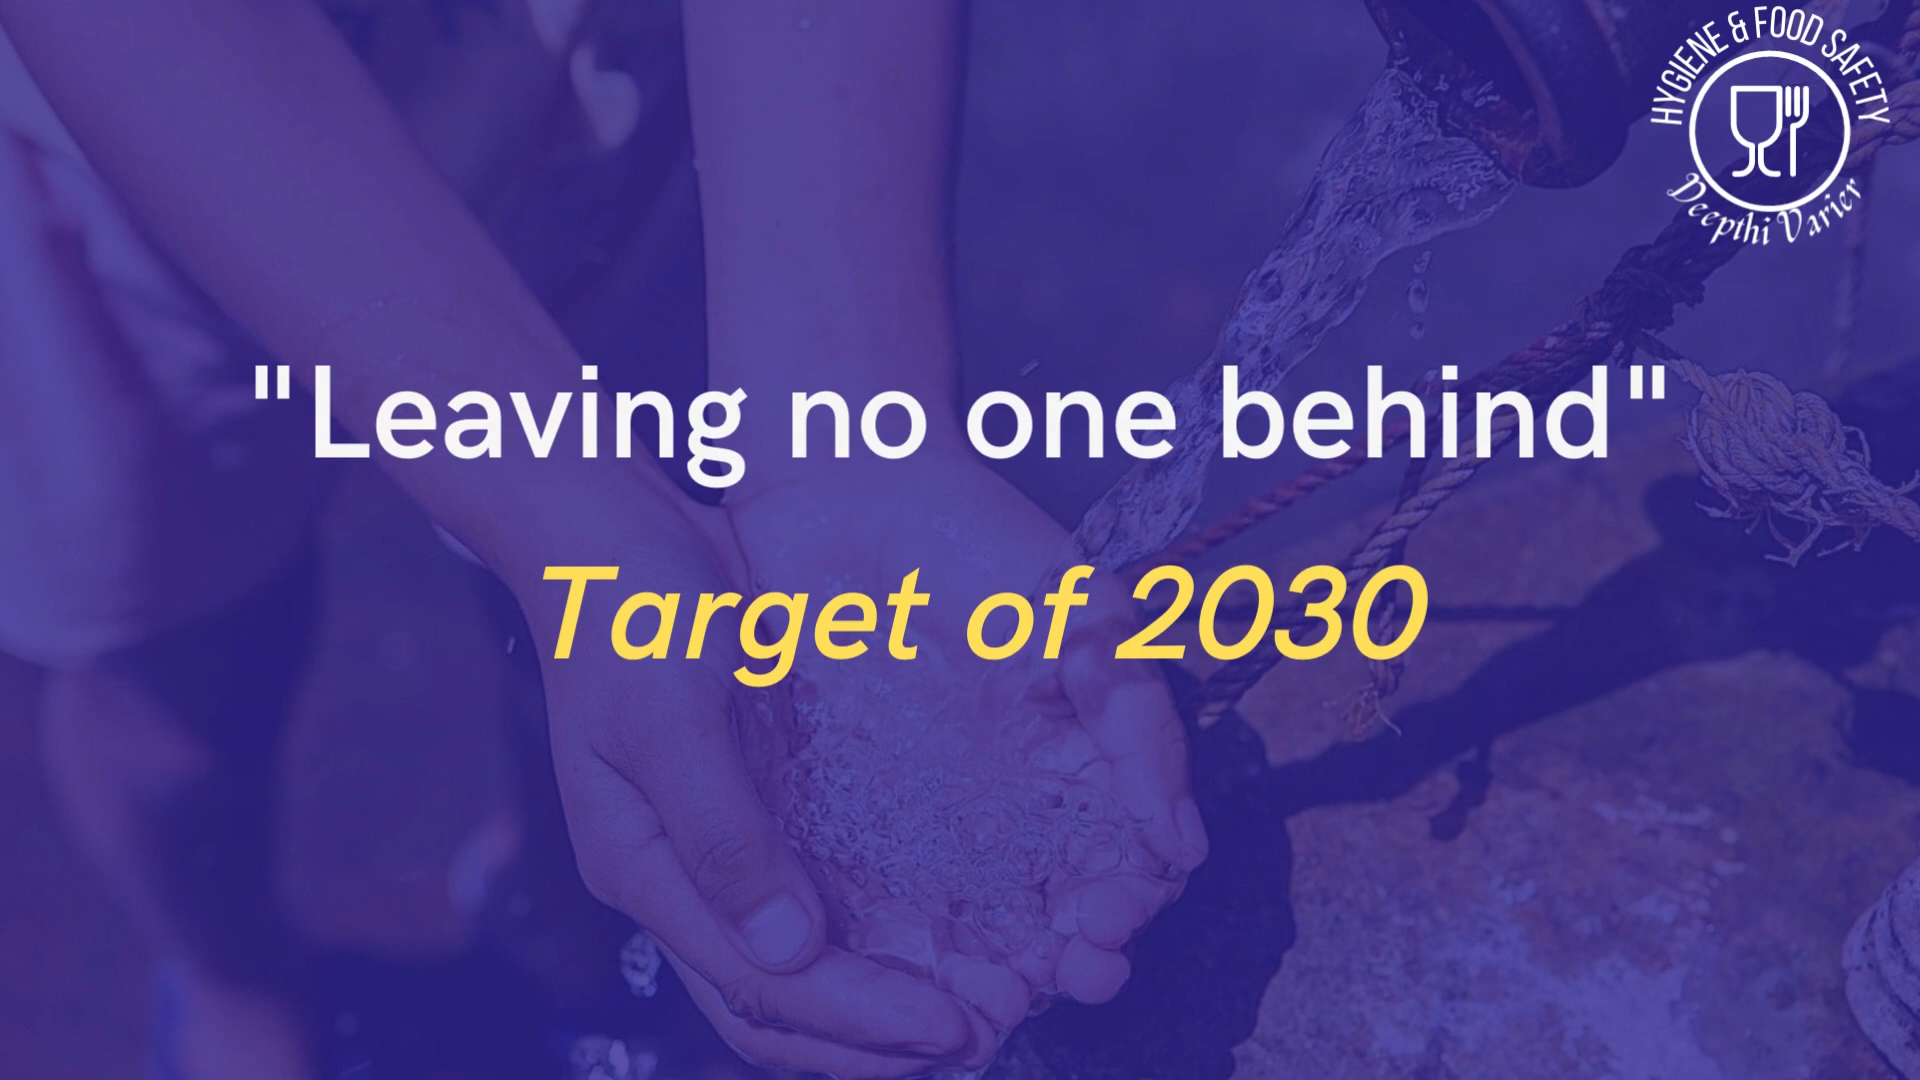 HYGIENE & FOOD SAFETY
Deepthi Varier
"Leaving no one behind"
Target of 2030